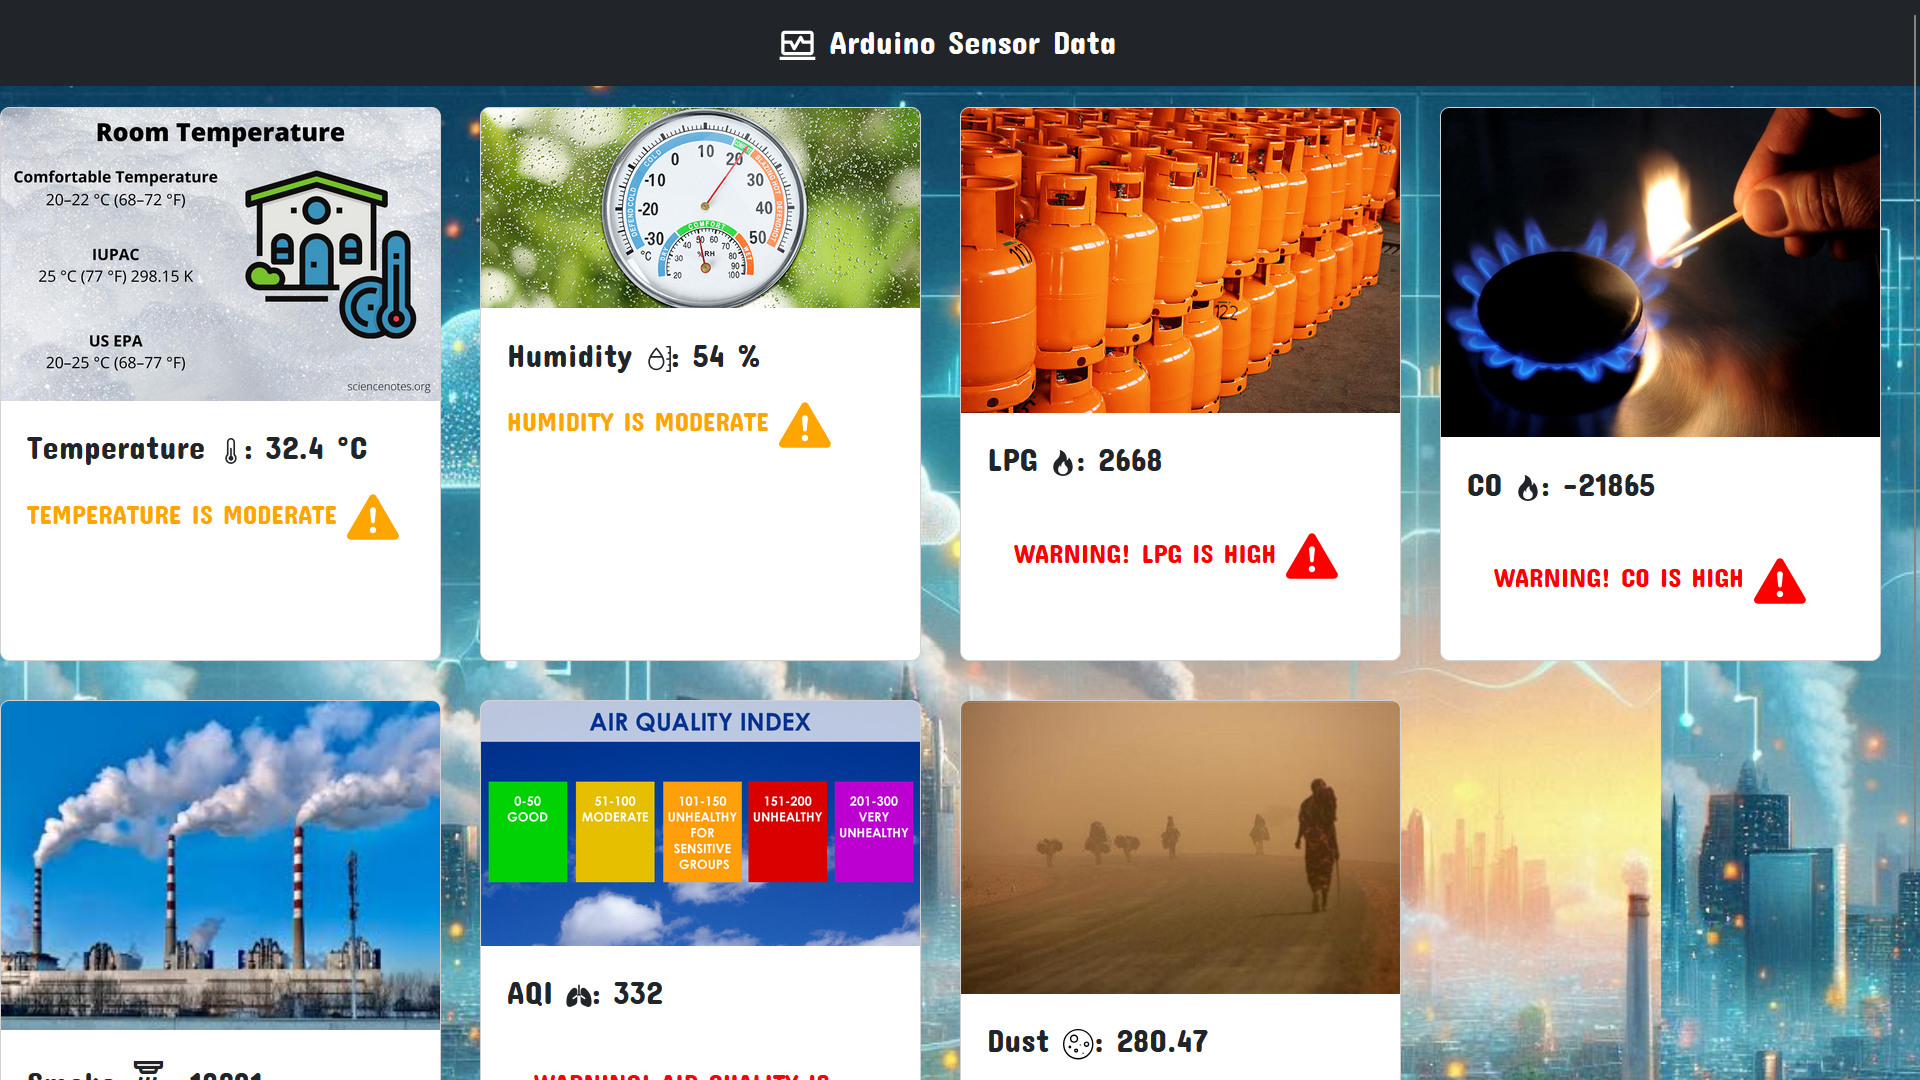 Arduino Sensor Data
Room Temperature
Comfortable Temperature
20–22 °C (68–72 °F)
IUPAC
25 °C (77 °F) 298.15 K
US EPA
20–25 °C (68–77 °F)
sciencenotes.org
Temperature : 32.4 °C
TEMPERATURE IS MODERATE
-30 -20 -10 0 10 20 30 40 50
°C
COLD
COMFORT
%RH
20 30 40 50 60 70 80 90 100
Humidity : 54 %
HUMIDITY IS MODERATE
122
LPG : 2668
WARNING! LPG IS HIGH
CO : -21865
WARNING! CO IS HIGH
AIR QUALITY INDEX
0-50
GOOD
51-100
MODERATE
101-150
UNHEALTHY
FOR
SENSITIVE
GROUPS
151-200
UNHEALTHY
201-300
VERY
UNHEALTHY
AQI : 332
WARNING! AIR QUALITY IS
Dust : 280.47